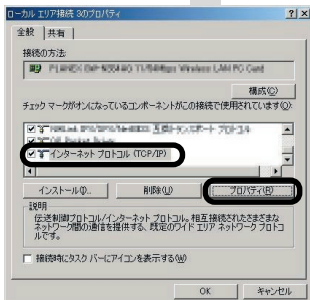 ローカル エリア接続 3のプロパティ
全般 共有
接続の方法:
PLANEX GW-NS54AG 11/54Mbps Wireless LAN PC Card
構成(C)
チェック マークがオンになっているコンポーネントがこの接続で使用されています(O):
インターネット プロトコル (TCP/IP)
インストール(I)... 削除(U) プロパティ(R)
説明
伝送制御プロトコル/インターネット プロトコル。相互接続されたさまざまな
ネットワーク間の通信を提供する、既定のワイド エリア ネットワーク プロトコ
ルです。
接続時にタスク バーにアイコンを表示する(W)
OK キャンセル